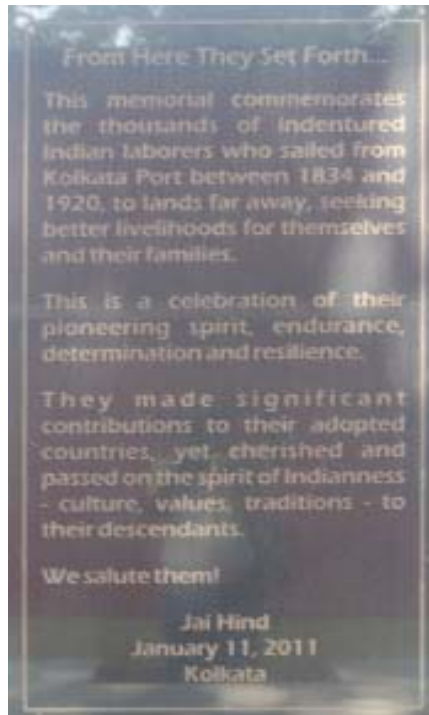 From Here They Set Forth...
This memorial commemorates
the thousands of indentured
Indian laborers who sailed from
Kolkata Port between 1834 and
1920, to lands far away, seeking
better livelihoods for themselves
and their families.
This is a celebration of their
pioneering spirit, endurance,
determination and resilience.
They made significant
contributions to their adopted
countries, yet cherished and
passed on the spirit of Indianness
- culture, values, traditions - to
their descendants.
We salute them!
Jai Hind
January 11, 2011
Kolkata